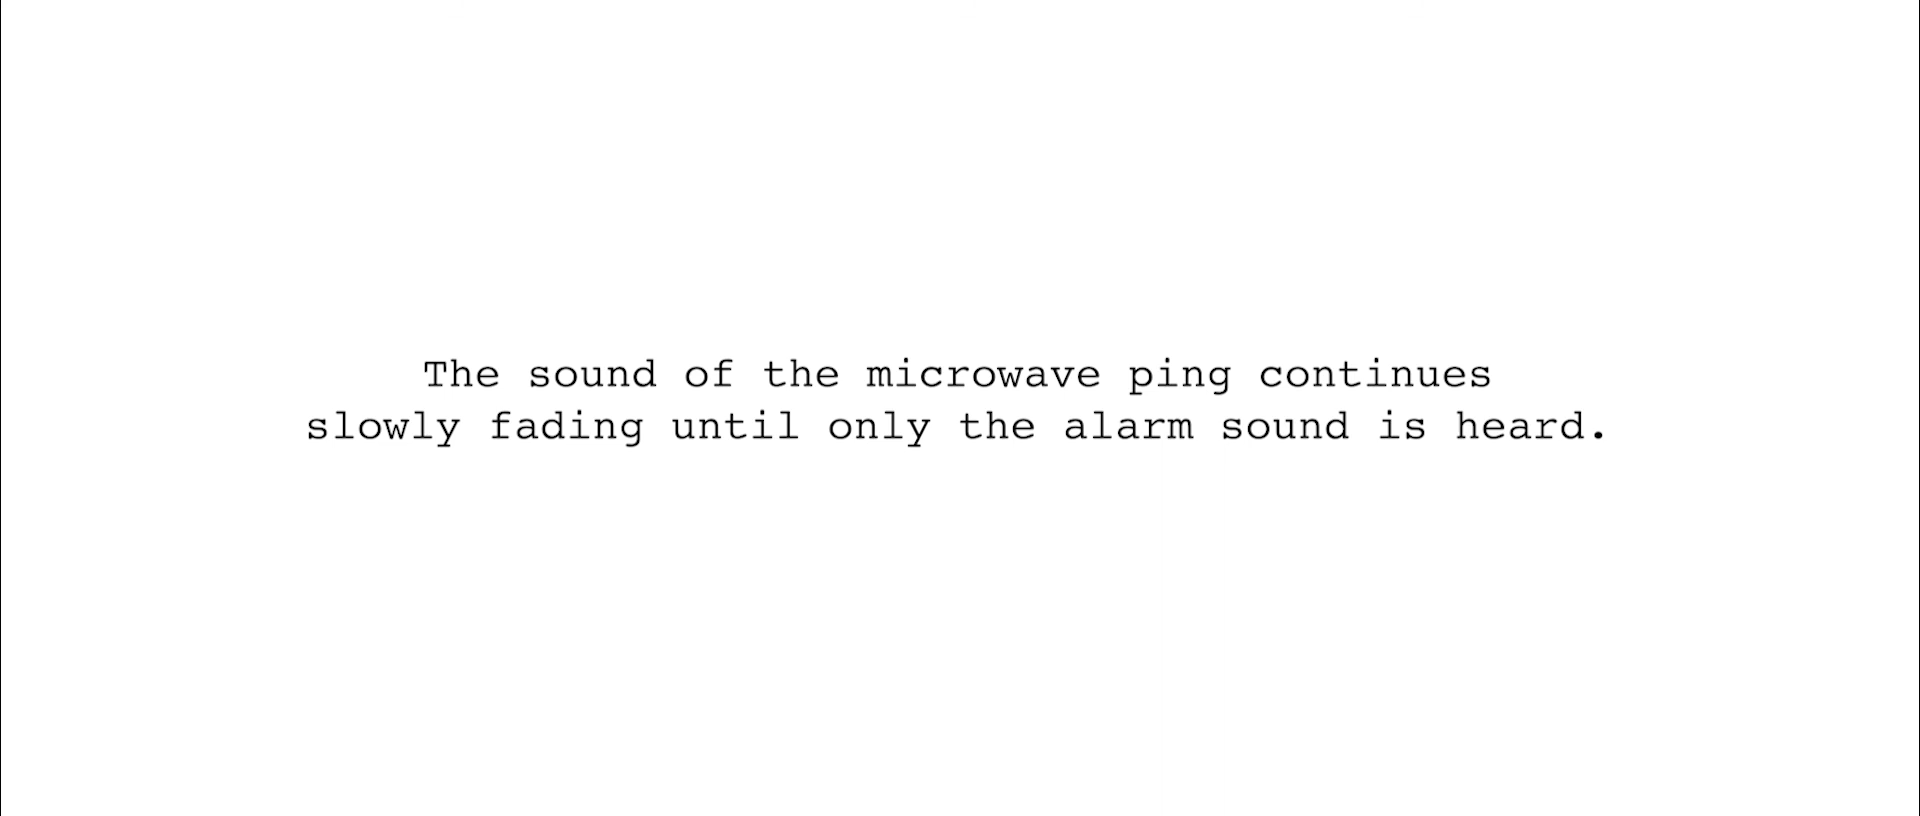 The sound of the microwave ping continues
slowly fading until only the alarm sound is heard.